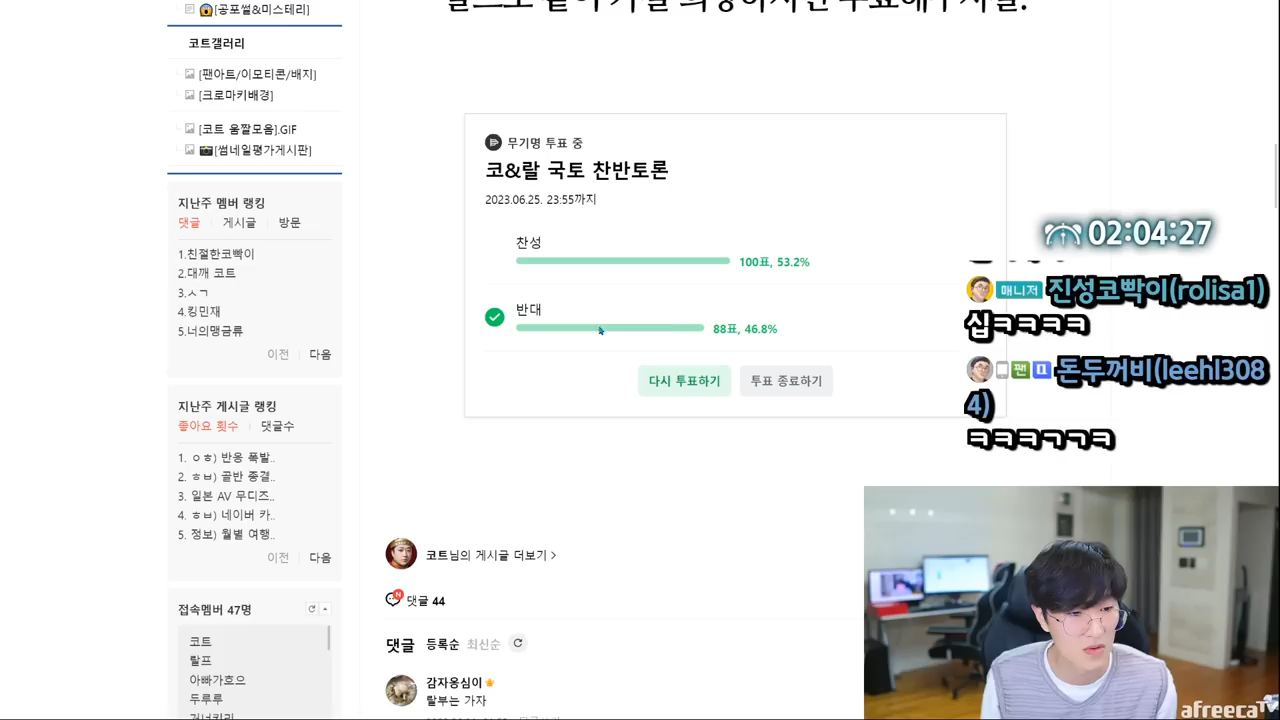 😱[공포썰&미스테리]
코트갤러리
[팬아트/이모티콘/배지]
[크로마키배경]
[코트 움짤모음].GIF
📸[썸네일평가게시판]
지난주 멤버 랭킹
댓글 게시글 방문
1.친절한코빡이
2.대깨 코트
3.ㅅㄱ
4.킹민재
5.너의맹글류
이전 다음
지난주 게시글 랭킹
좋아요 횟수 댓글수
1. ㅇㅎ) 반응 폭발..
2. ㅎㅂ) 골반 종결..
3. 일본 AV 무디즈..
4. ㅎㅂ) 네이버 카..
5. 정보) 월별 여행..
이전 다음
접속멤버 47명
코트
랄프
아빠가흐으
두루루
무기명 투표 중
코&랄 국토 찬반토론
2023.06.25. 23:55까지
찬성
100표, 53.2%
반대
88표, 46.8%
다시 투표하기 투표 종료하기
코트님의 게시글 더보기 >
댓글 44
댓글 등록순 최신순
감자옹심이
랄부는 가자
02:04:27
매니저 진성코빡이(rolisa1)
십ㅋㅋㅋㅋ
팬 돈두꺼비(leehl308
4)
ㅋㅋㅋㄱㄱㅋ
afreecaTV